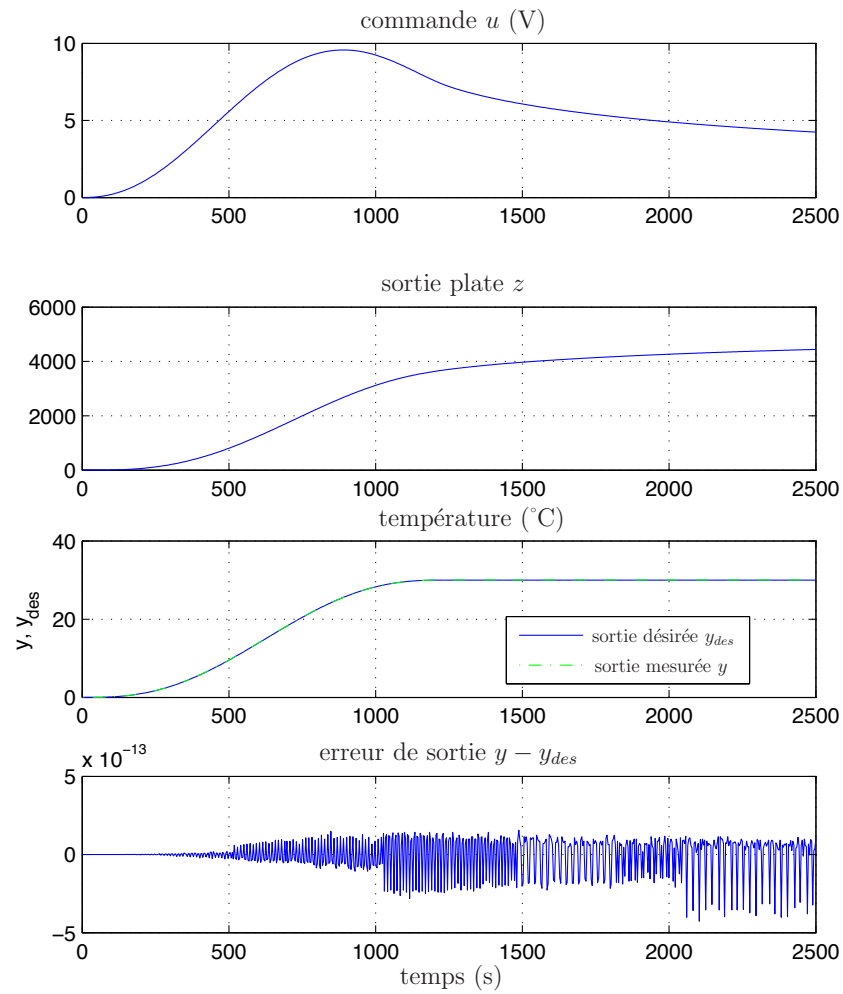 commande u (V)
10
5
0
0 500 1000 1500 2000 2500
sortie plate z
6000
4000
2000
0
0 500 1000 1500 2000 2500
température (°C)
40
20
0
y, y_des
sortie désirée y_des
sortie mesurée y
0 500 1000 1500 2000 2500
x 10^-13
erreur de sortie y − y_des
5
0
−5
0 500 1000 1500 2000 2500
temps (s)